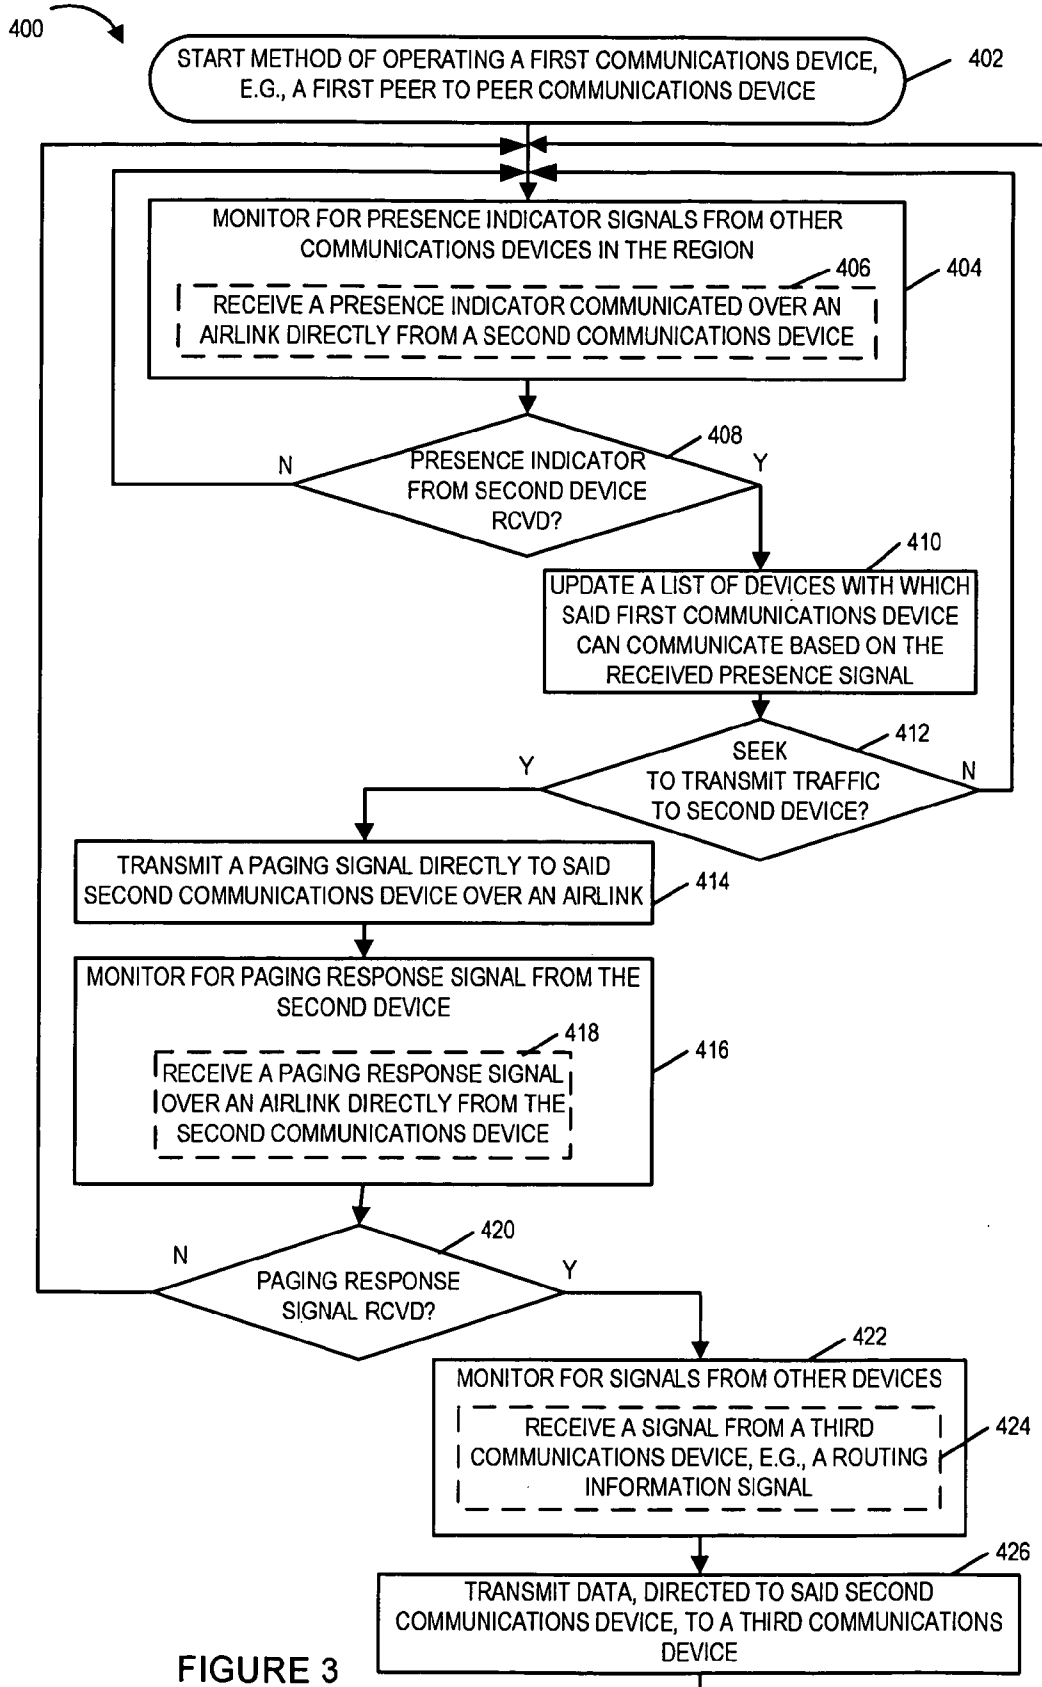 400
START METHOD OF OPERATING A FIRST COMMUNICATIONS DEVICE,
E.G., A FIRST PEER TO PEER COMMUNICATIONS DEVICE
402
MONITOR FOR PRESENCE INDICATOR SIGNALS FROM OTHER
COMMUNICATIONS DEVICES IN THE REGION
404
406
RECEIVE A PRESENCE INDICATOR COMMUNICATED OVER AN
AIRLINK DIRECTLY FROM A SECOND COMMUNICATIONS DEVICE
408
N
Y
PRESENCE INDICATOR
FROM SECOND DEVICE
RCVD?
410
UPDATE A LIST OF DEVICES WITH WHICH
SAID FIRST COMMUNICATIONS DEVICE
CAN COMMUNICATE BASED ON THE
RECEIVED PRESENCE SIGNAL
412
Y
N
SEEK
TO TRANSMIT TRAFFIC
TO SECOND DEVICE?
TRANSMIT A PAGING SIGNAL DIRECTLY TO SAID
SECOND COMMUNICATIONS DEVICE OVER AN AIRLINK
414
MONITOR FOR PAGING RESPONSE SIGNAL FROM THE
SECOND DEVICE
416
418
RECEIVE A PAGING RESPONSE SIGNAL
OVER AN AIRLINK DIRECTLY FROM THE
SECOND COMMUNICATIONS DEVICE
420
N
Y
PAGING RESPONSE
SIGNAL RCVD?
422
MONITOR FOR SIGNALS FROM OTHER DEVICES
RECEIVE A SIGNAL FROM A THIRD
COMMUNICATIONS DEVICE, E.G., A ROUTING
INFORMATION SIGNAL
424
426
TRANSMIT DATA, DIRECTED TO SAID SECOND
COMMUNICATIONS DEVICE, TO A THIRD COMMUNICATIONS
DEVICE
FIGURE 3